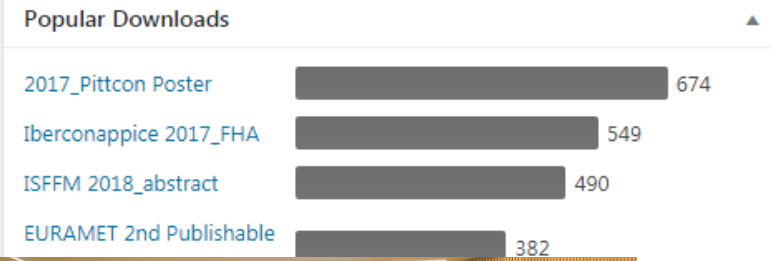 Popular Downloads
2017_Pittcon Poster 674
Iberconappice 2017_FHA 549
ISFFM 2018_abstract 490
EURAMET 2nd Publishable 382